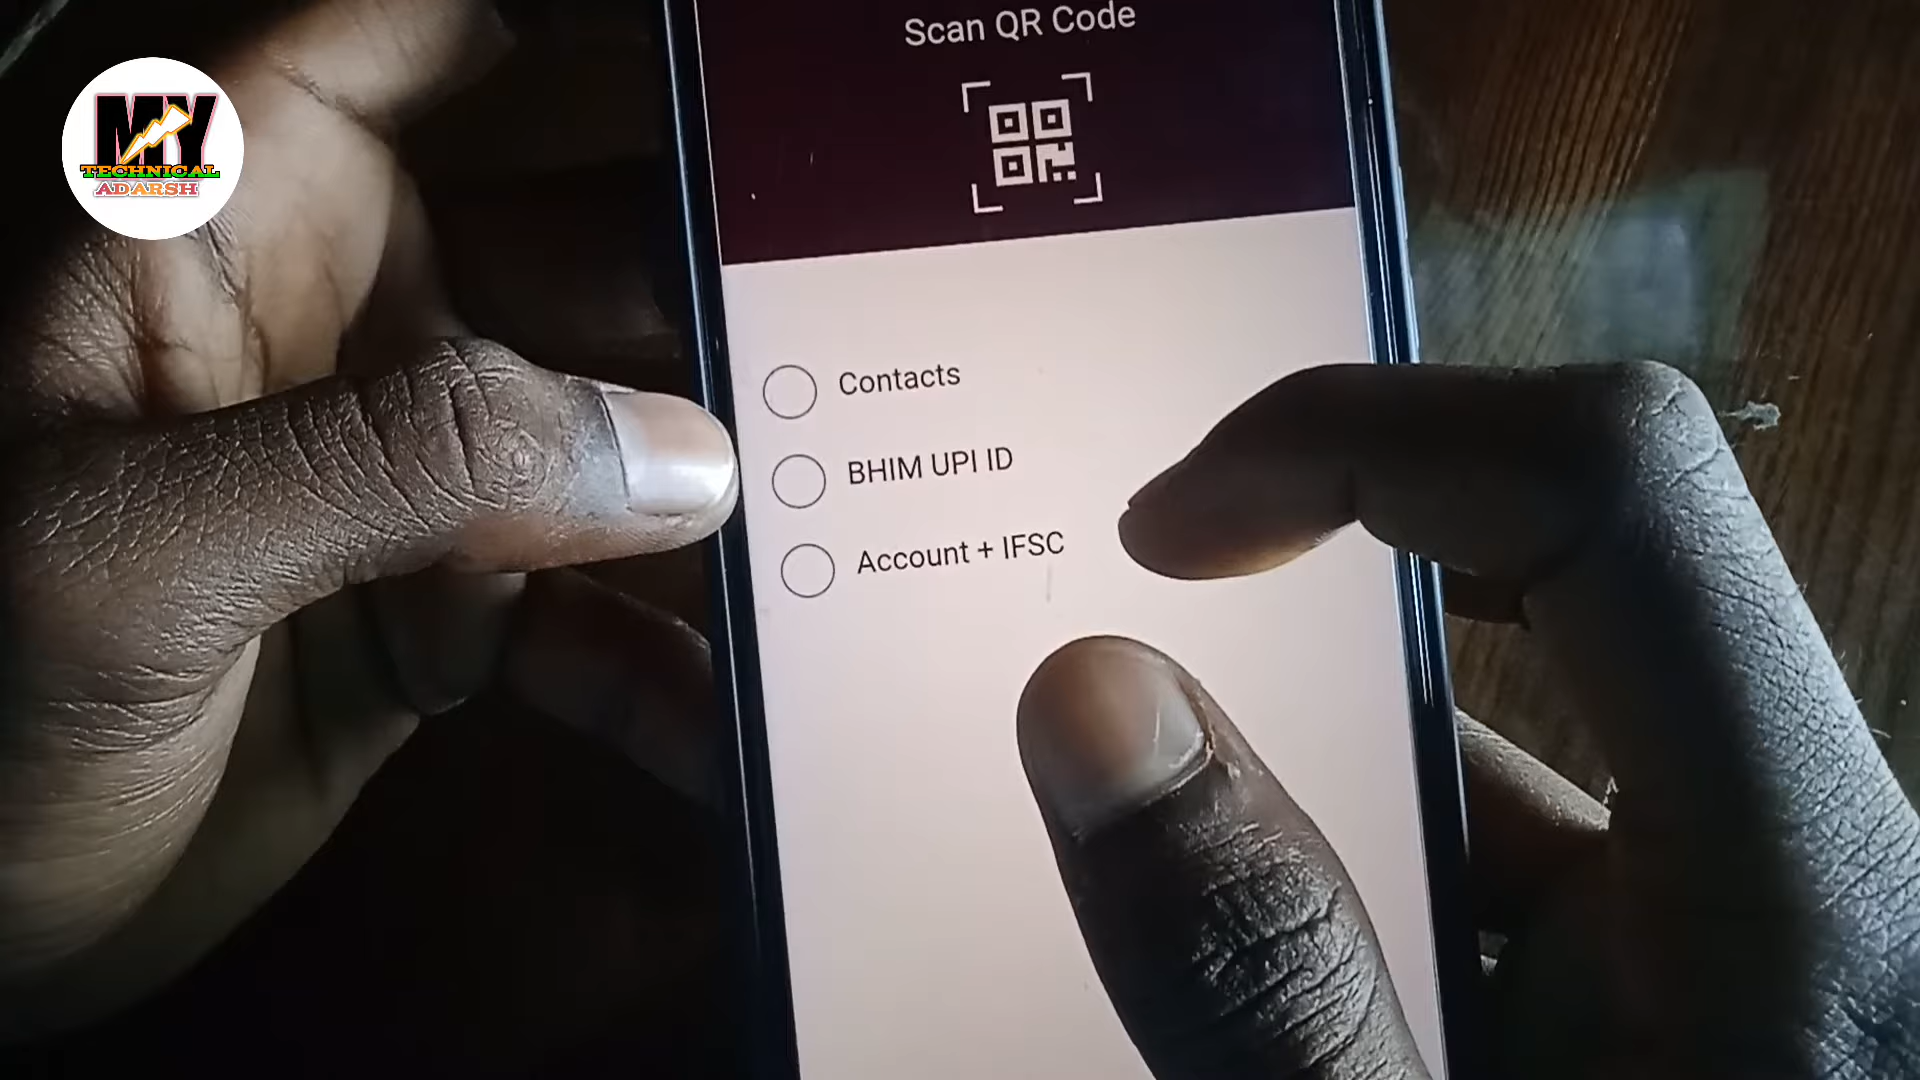 Scan QR Code
MY
TECHNICAL
ADARSH
Contacts
BHIM UPI ID
Account + IFSC